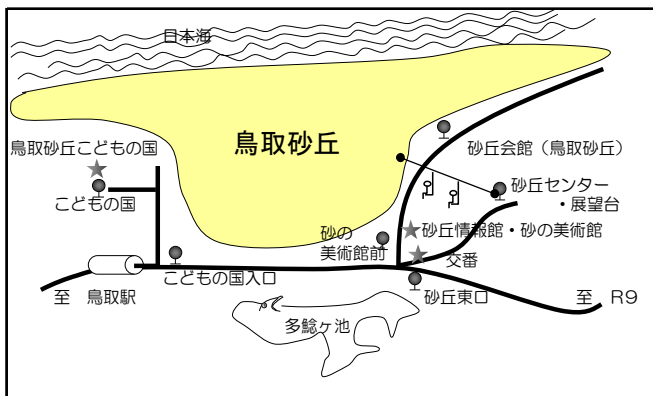 日本海
鳥取砂丘
鳥取砂丘こどもの国
こどもの国
砂丘会館（鳥取砂丘）
砂丘センター
・展望台
砂丘情報館・砂の美術館
砂の
美術館前
交番
こどもの国入口
至　鳥取駅
砂丘東口
至　R9
多鯰ヶ池